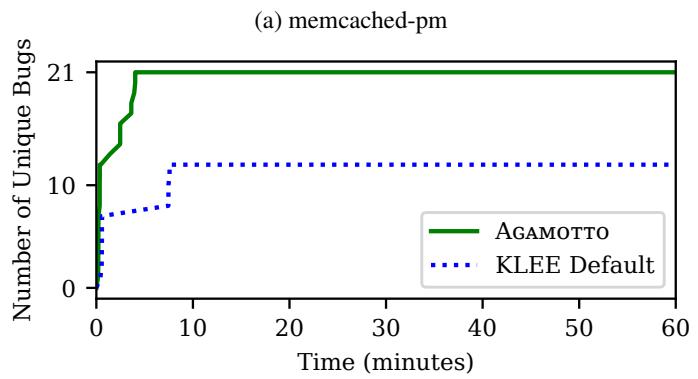 (a) memcached-pm
Number of Unique Bugs
21
10
0
AGAMOTTO
KLEE Default
0 10 20 30 40 50 60
Time (minutes)